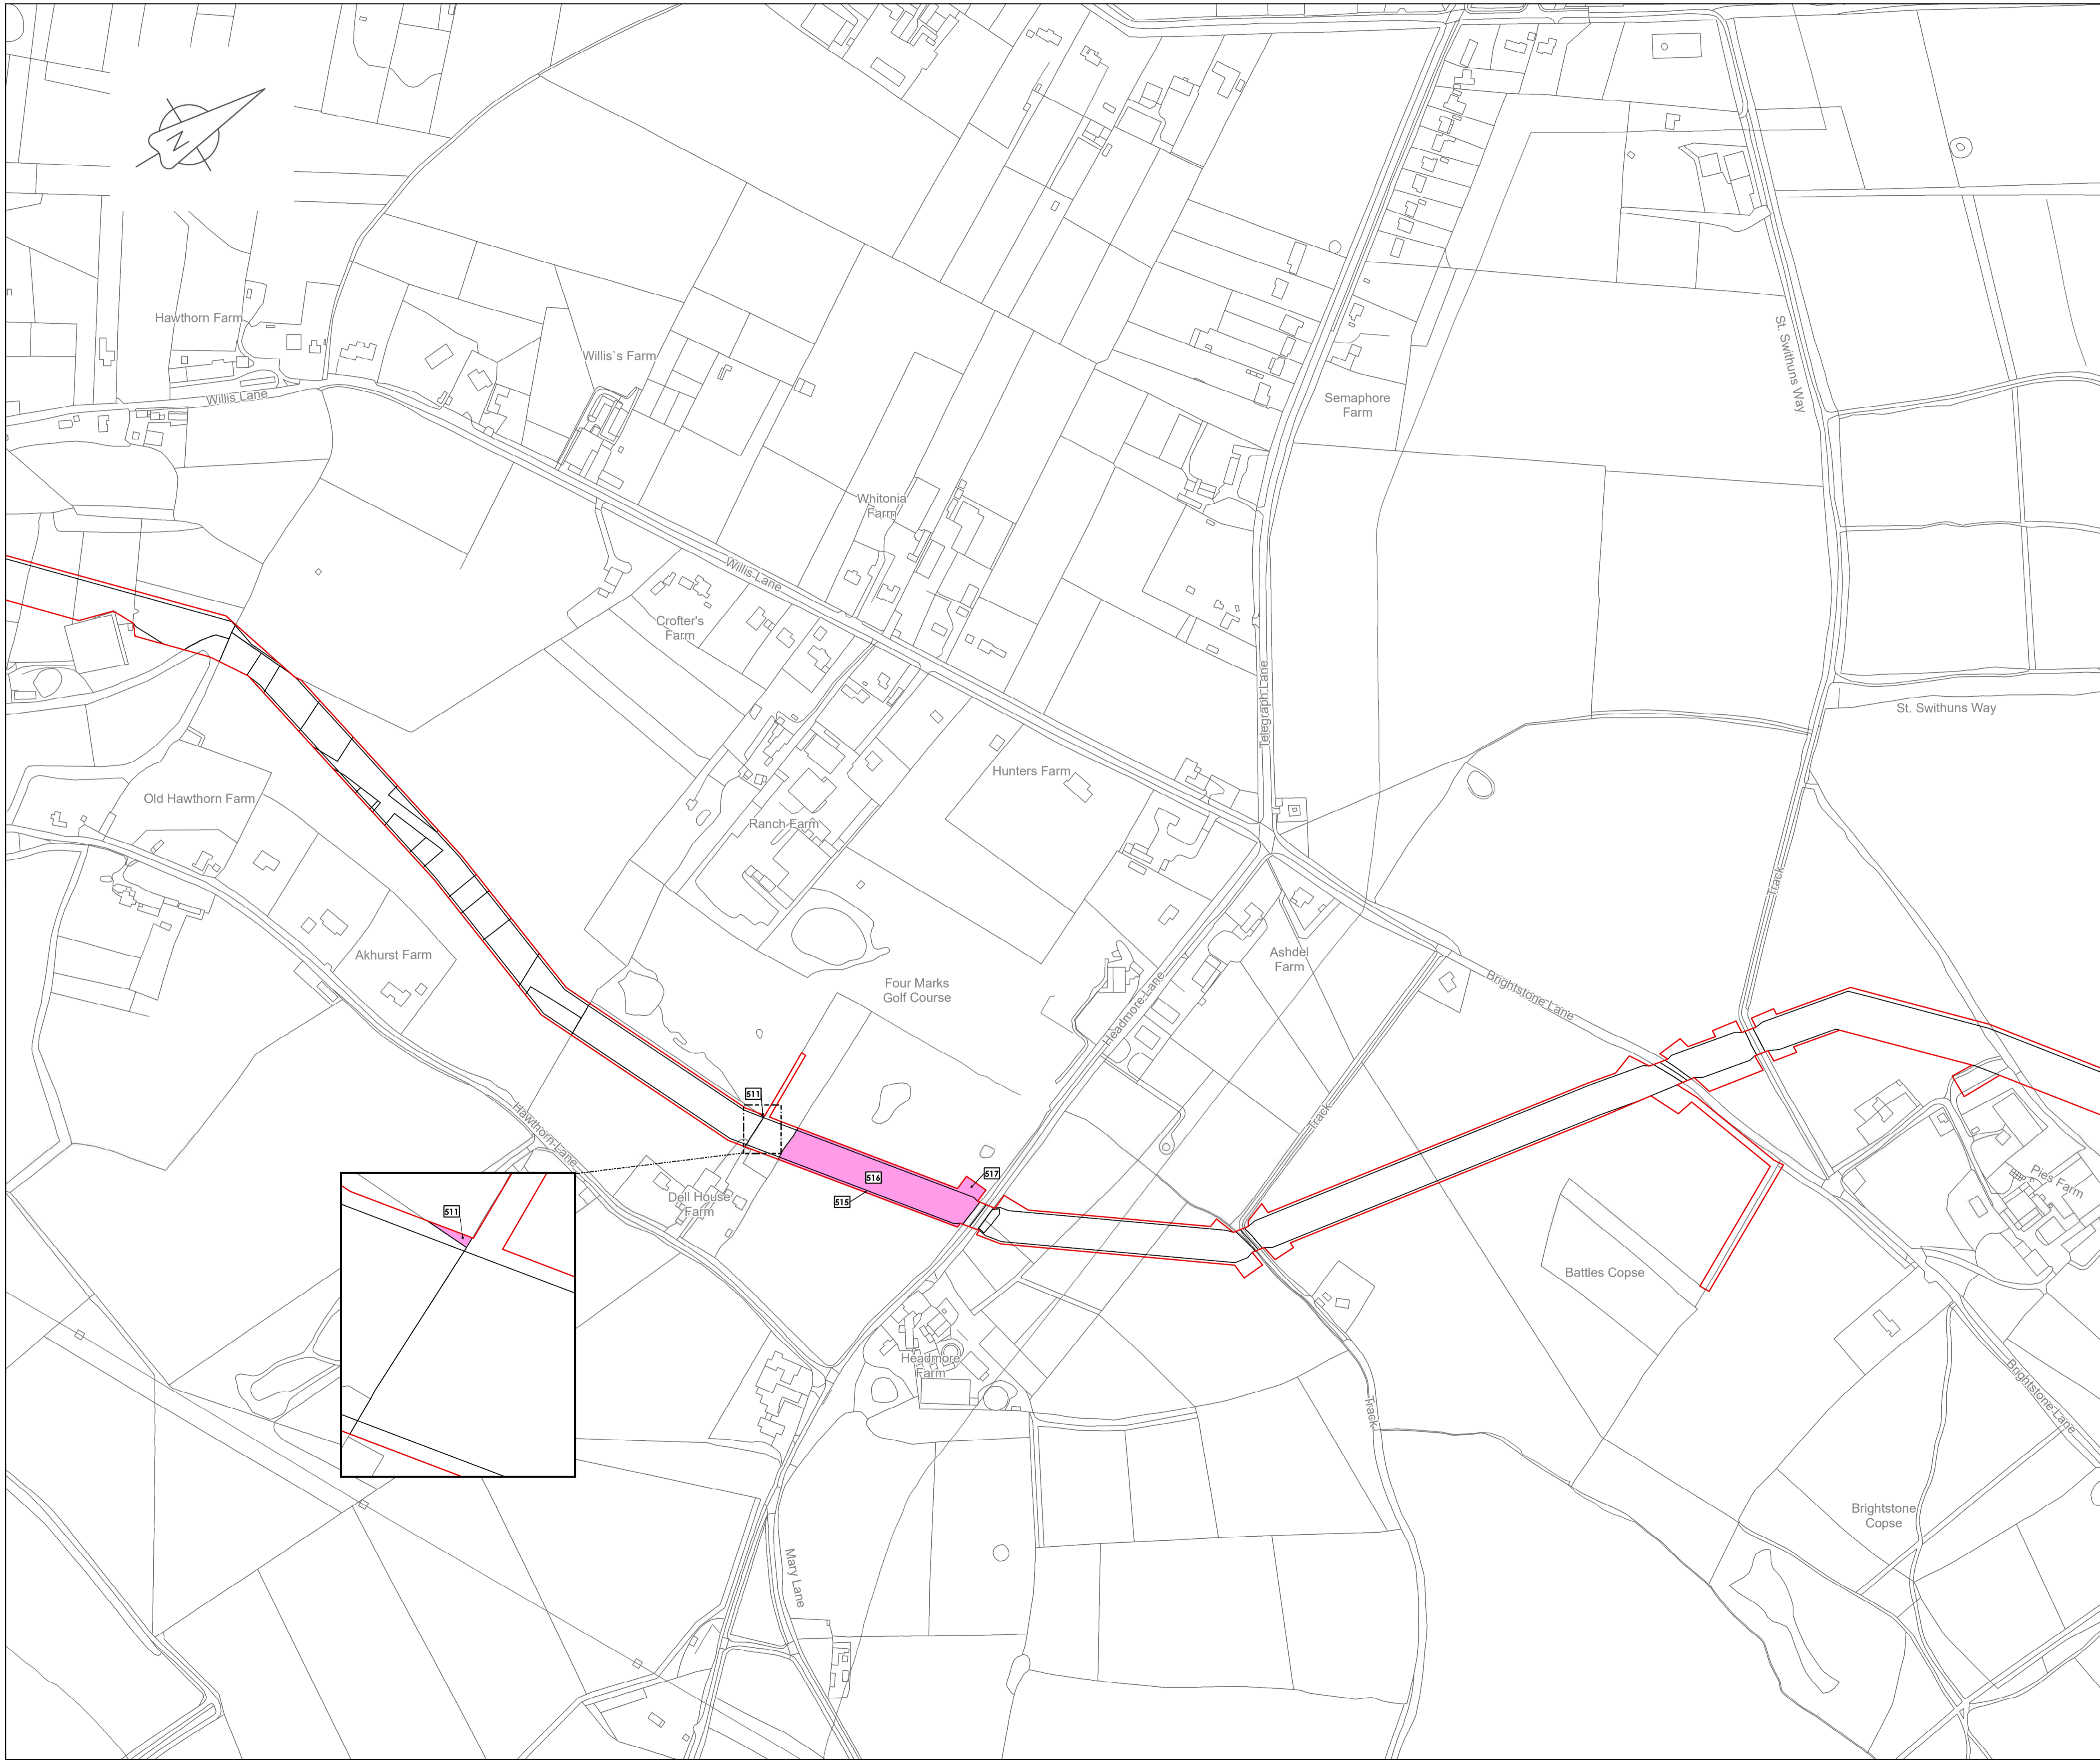 N
n
Hawthorn Farm
Willis`s Farm
Willis Lane
St. Swithuns Way
Semaphore
Farm
Whitonia
Farm
Willis Lane
Crofter's
Farm
Telegraph Lane
St. Swithuns Way
Hunters Farm
Old Hawthorn Farm
Ranch Farm
Track
Akhurst Farm
Ashdel
Farm
Four Marks
Golf Course
Headmore Lane
Brightstone Lane
511
Hawthorn Lane
Track
516
517
515
Dell House
Farm
Pies Farm
511
Battles Copse
Headmore
Farm
Track
Brightstone Lane
Brightstone
Copse
Mary Lane